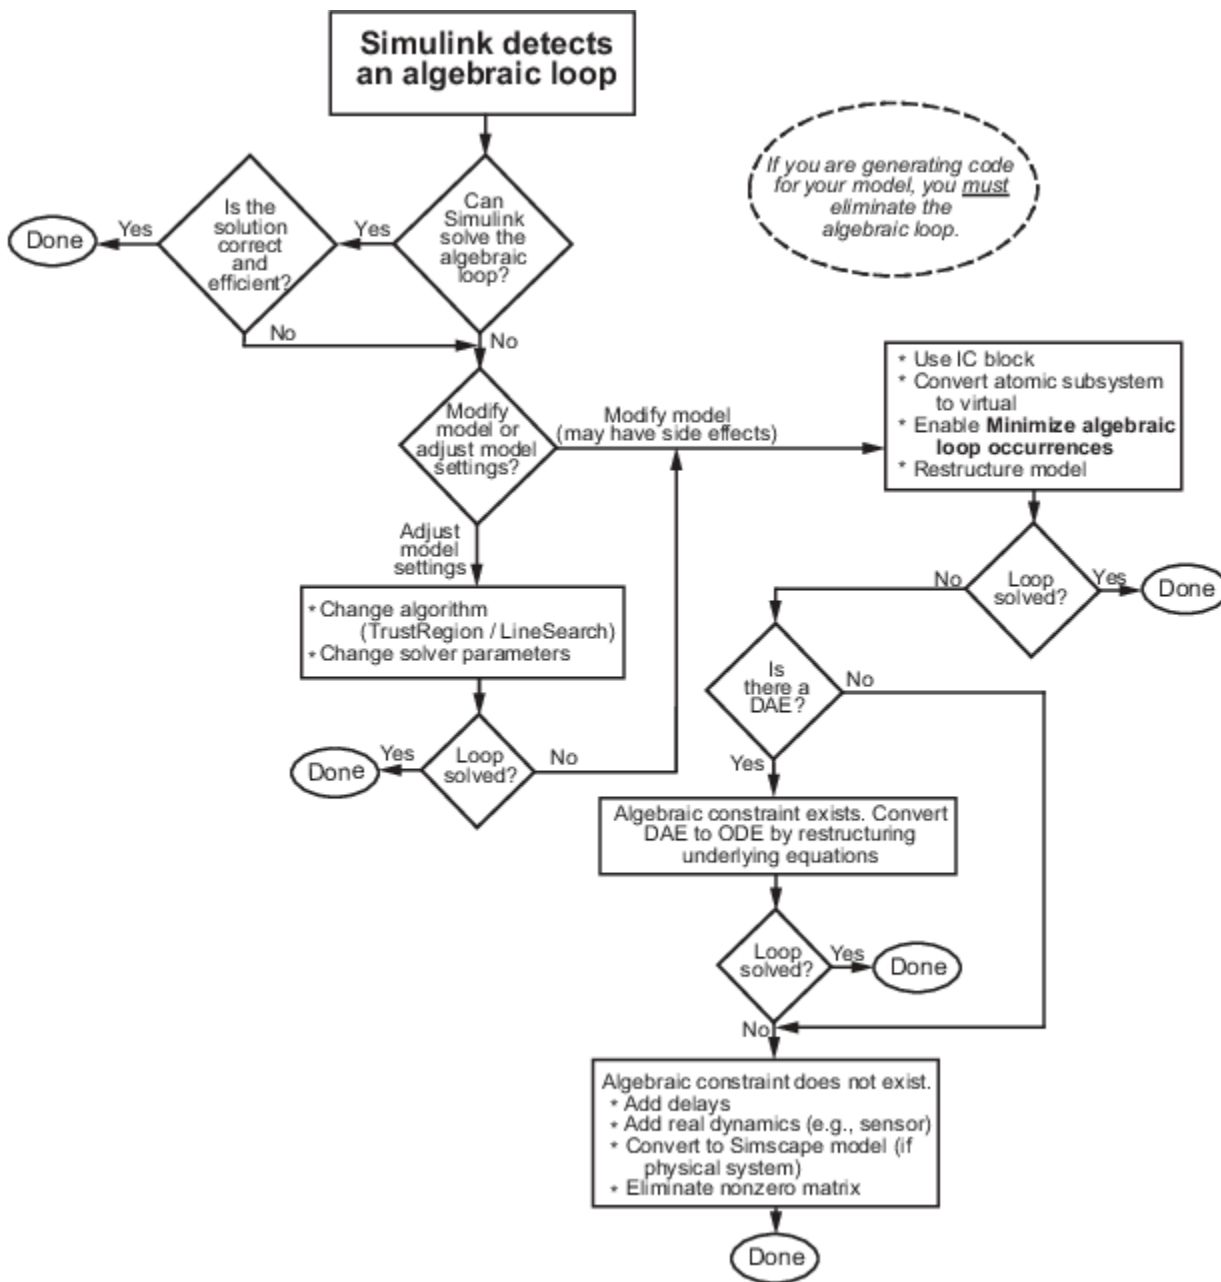 Simulink detects
an algebraic loop
If you are generating code
for your model, you must
eliminate the
algebraic loop.
Can
Simulink
solve the
algebraic
loop?
Yes
Is the
solution
correct
and
efficient?
Yes
Done
No
No
Modify
model or
adjust model
settings?
Modify model
(may have side effects)
* Use IC block
* Convert atomic subsystem
to virtual
* Enable Minimize algebraic
loop occurrences
* Restructure model
Adjust
model
settings
* Change algorithm
(TrustRegion / LineSearch)
* Change solver parameters
Loop
solved?
Yes
Done
No
Loop
solved?
Yes
Done
No
Is
there a
DAE?
No
Yes
Algebraic constraint exists. Convert
DAE to ODE by restructuring
underlying equations
Loop
solved?
Yes
Done
No
Algebraic constraint does not exist.
* Add delays
* Add real dynamics (e.g., sensor)
* Convert to Simscape model (if
physical system)
* Eliminate nonzero matrix
Done